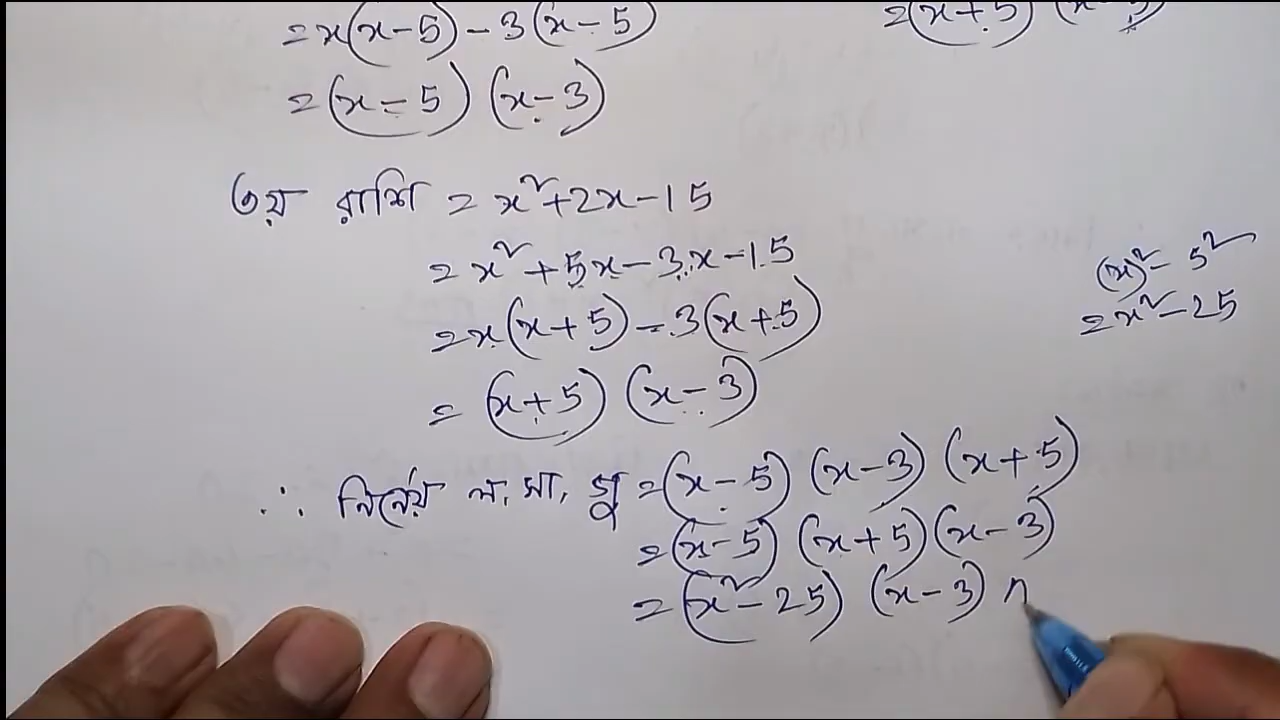 =x(x-5)-3(x-5)
=(x+5)
=(x-5) (x-3)
৩য় রাশি = x²+2x-15
=x²+5x-3x-15
=x(x+5)-3(x+5)
= (x+5) (x-3)
(x)²-5²
=x²-25
∴ নির্ণেয় ল, সা, গু =(x-5) (x-3) (x+5)
=(x-5) (x+5)(x-3)
=(x²-25) (x-3)